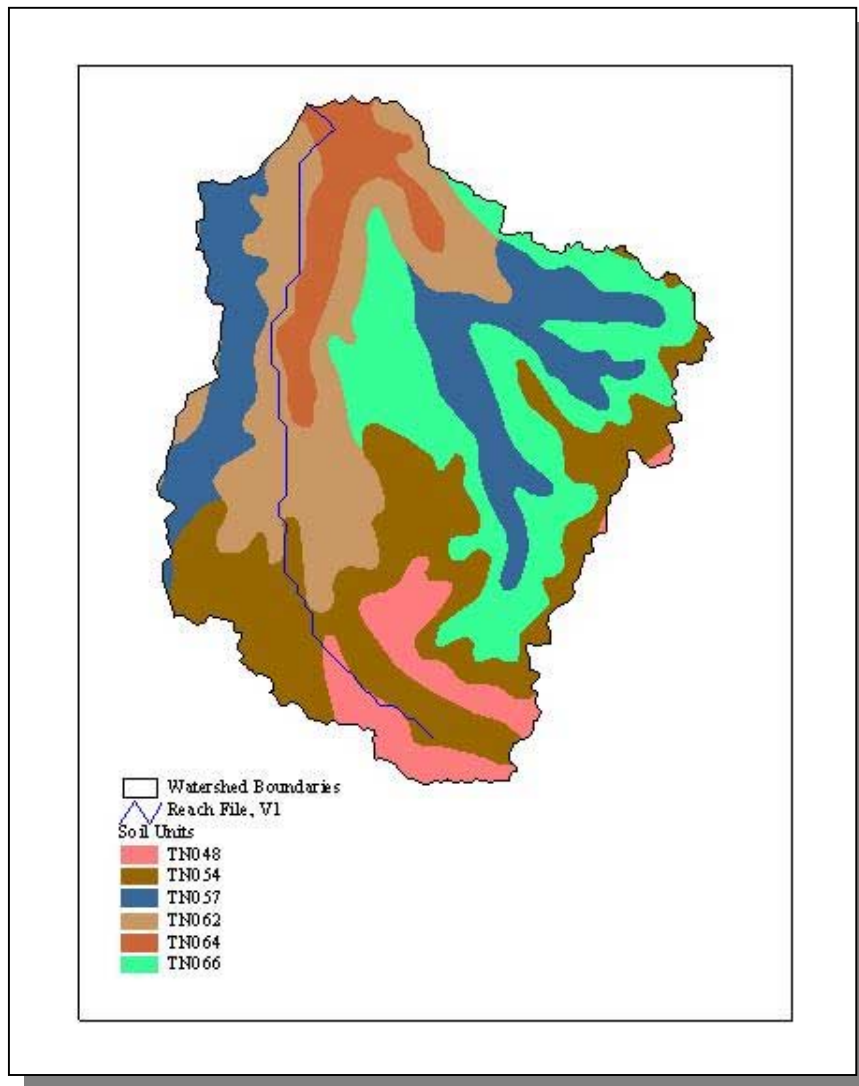 Watershed Boundaries
Reach File, V1
Soil Units
TN048
TN054
TN057
TN062
TN064
TN066